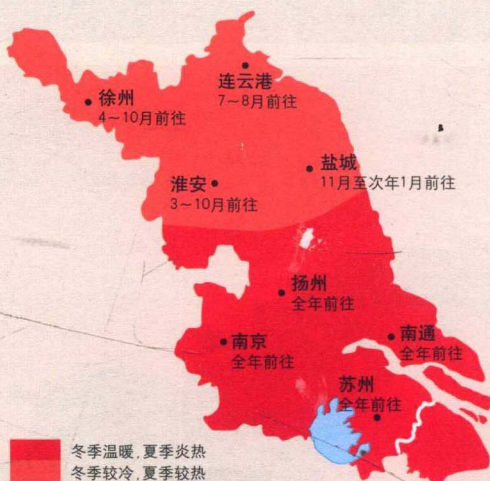 连云港
7～8月前往
徐州
4～10月前往
盐城
11月至次年1月前往
淮安
3～10月前往
扬州
全年前往
南京
全年前往
南通
全年前往
苏州
全年前往
冬季温暖,夏季炎热
冬季较冷,夏季较热